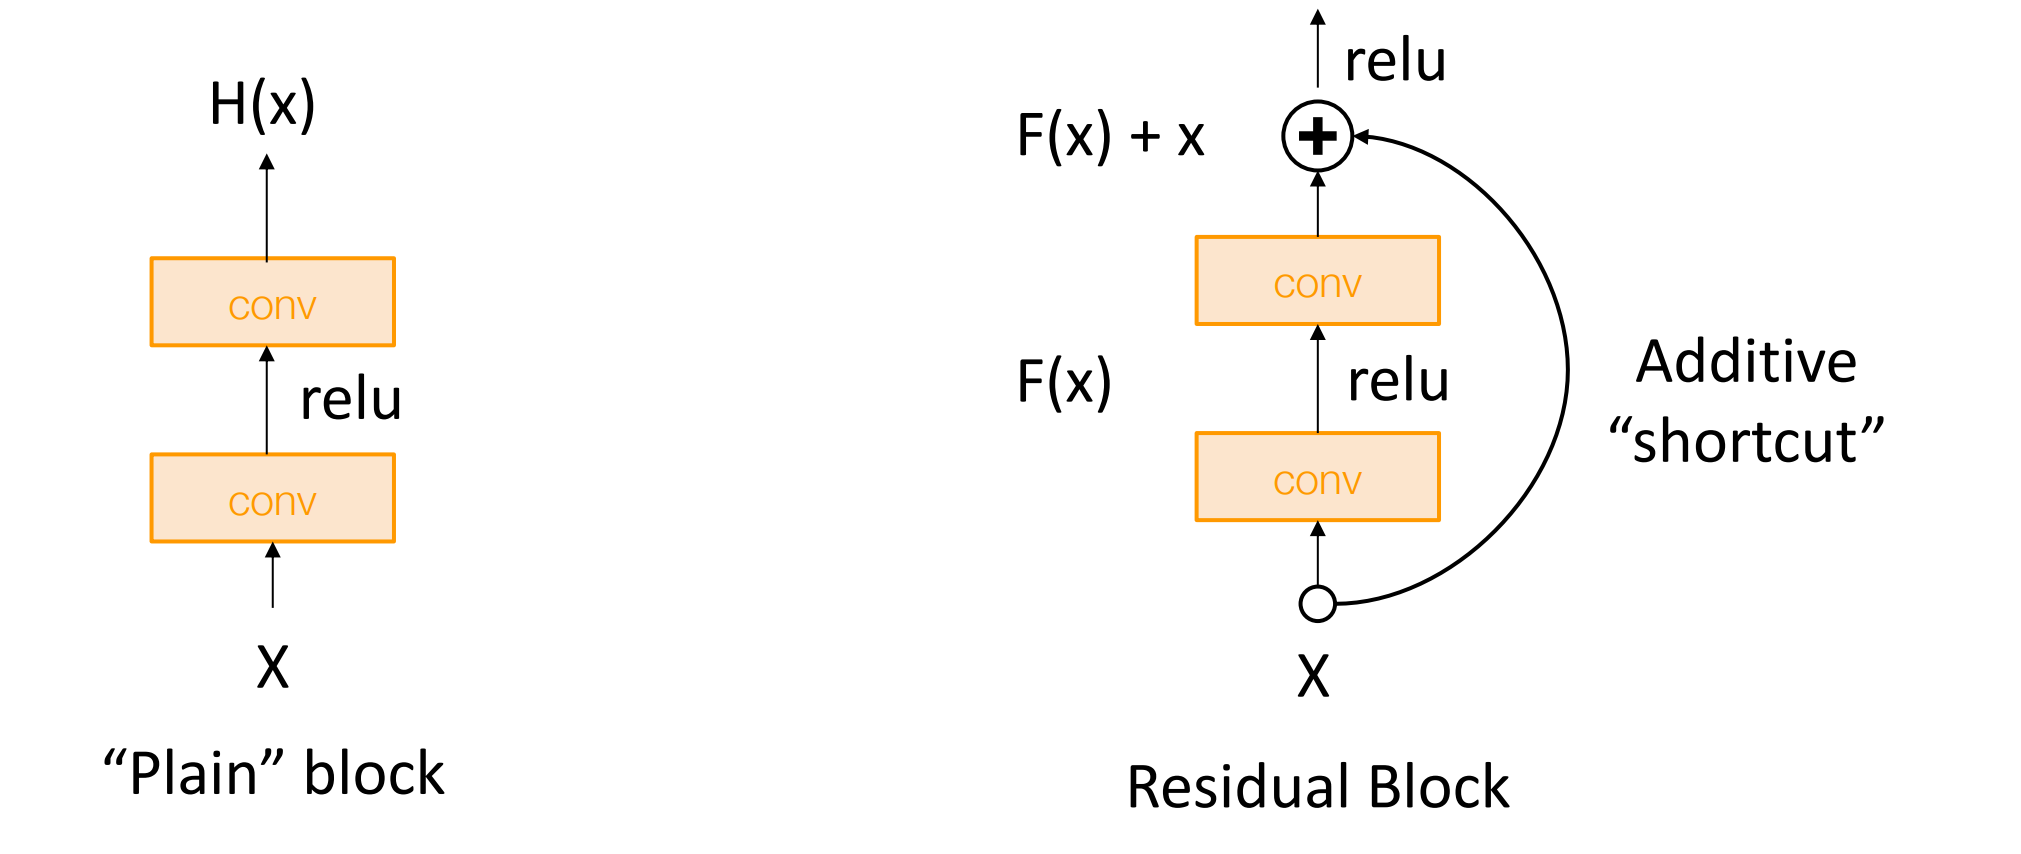 H(x)
conv
relu
conv
X
“Plain” block
relu
F(x) + x
conv
F(x)
relu
conv
X
Additive
“shortcut”
Residual Block